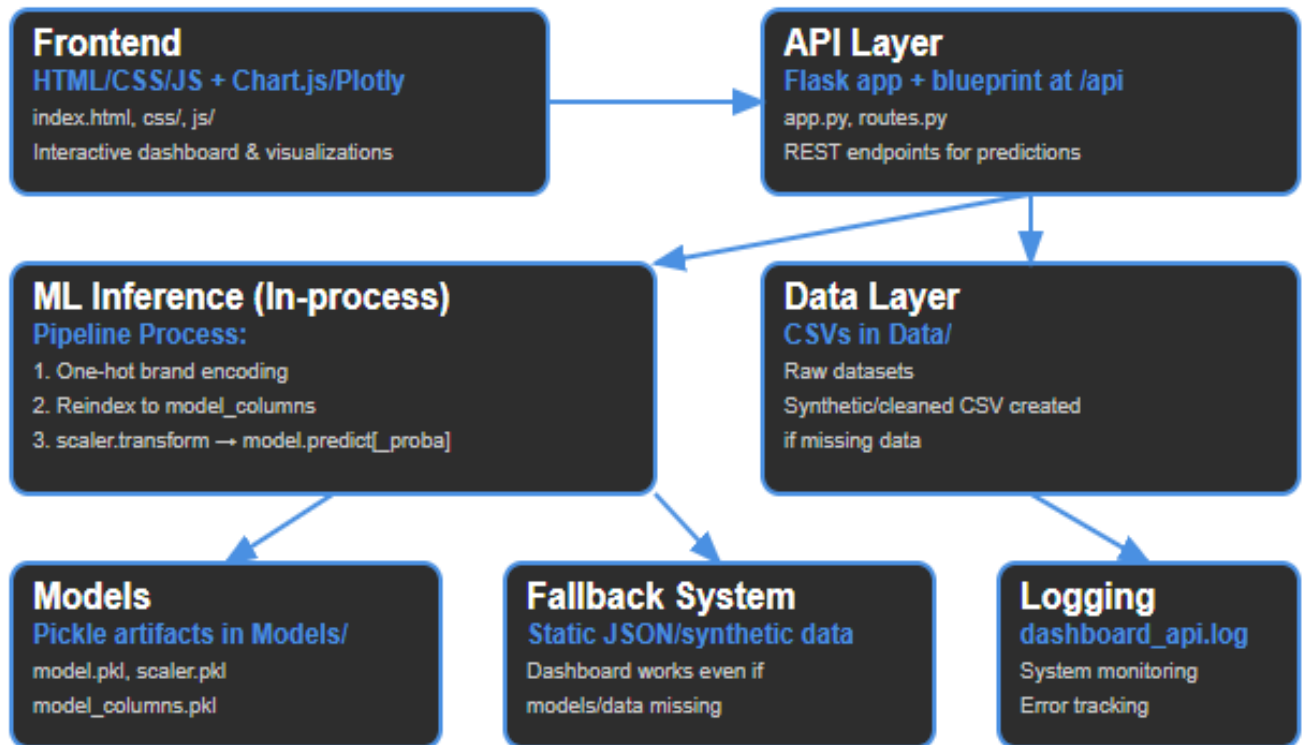 Frontend
HTML/CSS/JS + Chart.js/Plotly
index.html, css/, js/
Interactive dashboard & visualizations
API Layer
Flask app + blueprint at /api
app.py, routes.py
REST endpoints for predictions
ML Inference (In-process)
Pipeline Process:
1. One-hot brand encoding
2. Reindex to model_columns
3. scaler.transform → model.predict[_proba]
Data Layer
CSVs in Data/
Raw datasets
Synthetic/cleaned CSV created
if missing data
Models
Pickle artifacts in Models/
model.pkl, scaler.pkl
model_columns.pkl
Fallback System
Static JSON/synthetic data
Dashboard works even if
models/data missing
Logging
dashboard_api.log
System monitoring
Error tracking